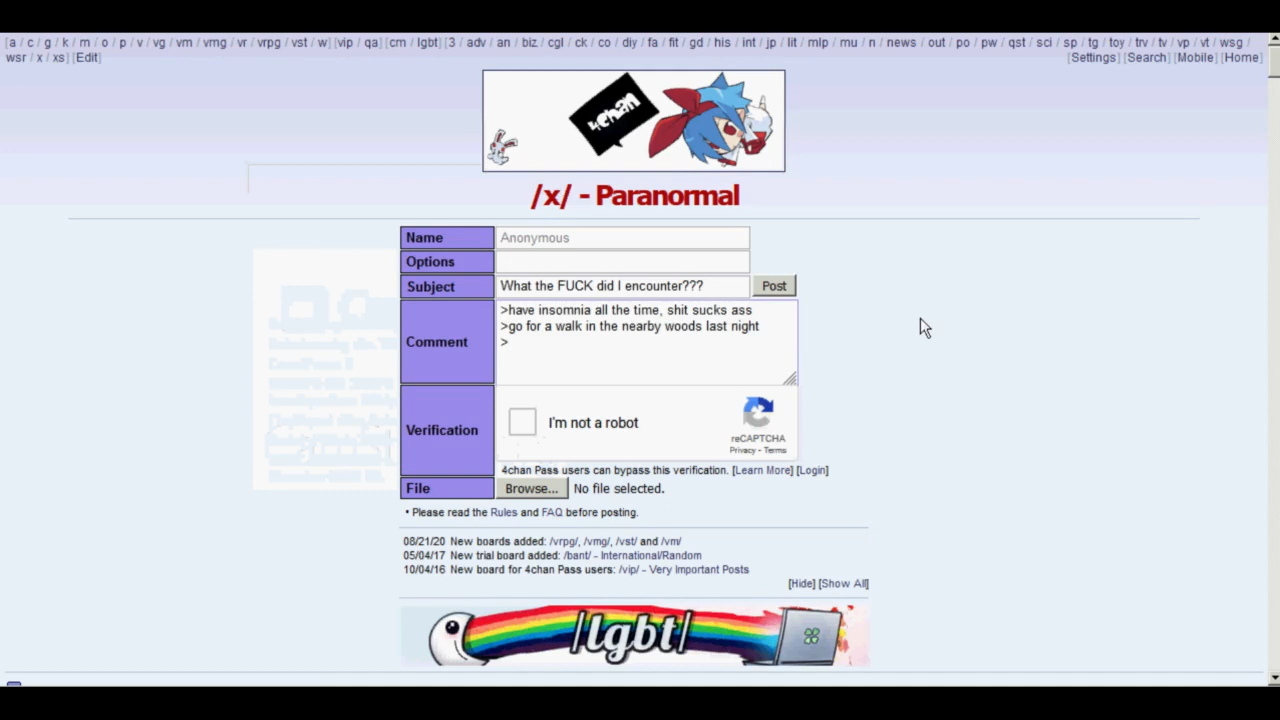 [a / c / g / k / m / o / p / v / vg / vm / vmg / vr / vrpg / vst / w] [vip / qa] [cm / lgbt] [3 / adv / an / biz / cgl / ck / co / diy / fa / fit / gd / his / int / jp / lit / mlp / mu / n / news / out / po / pw / qst / sci / sp / tg / toy / trv / tv / vp / vt / wsg /
wsr / x / xs] [Edit] [Settings] [Search] [Mobile] [Home]
4chan
/x/ - Paranormal
Name Anonymous
Options
Subject What the FUCK did I encounter??? Post
>have insomnia all the time, shit sucks ass
>go for a walk in the nearby woods last night
Comment >
Verification I'm not a robot
reCAPTCHA
Privacy - Terms
4chan Pass users can bypass this verification. [Learn More] [Login]
File Browse... No file selected.
• Please read the Rules and FAQ before posting.
08/21/20 New boards added: /vrpg/, /vmg/, /vst/ and /vm/
05/04/17 New trial board added: /bant/ - International/Random
10/04/16 New board for 4chan Pass users: /vip/ - Very Important Posts
[Hide] [Show All]
/lgbt/